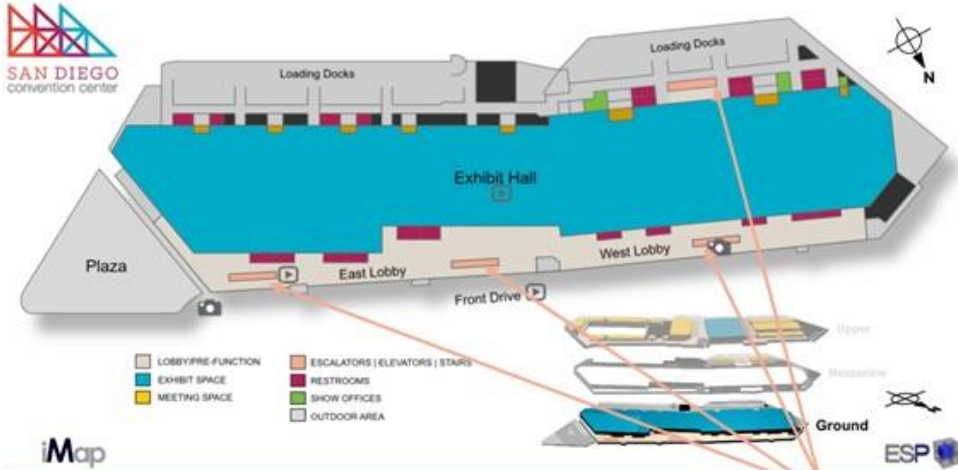 SAN DIEGO
convention center
Loading Docks
Loading Docks
N
Exhibit Hall
Plaza
East Lobby
West Lobby
Front Drive
LOBBY/PRE-FUNCTION
EXHIBIT SPACE
MEETING SPACE
ESCALATORS | ELEVATORS | STAIRS
RESTROOMS
SHOW OFFICES
OUTDOOR AREA
Upper
Mezzanine
Ground
iMap
ESP